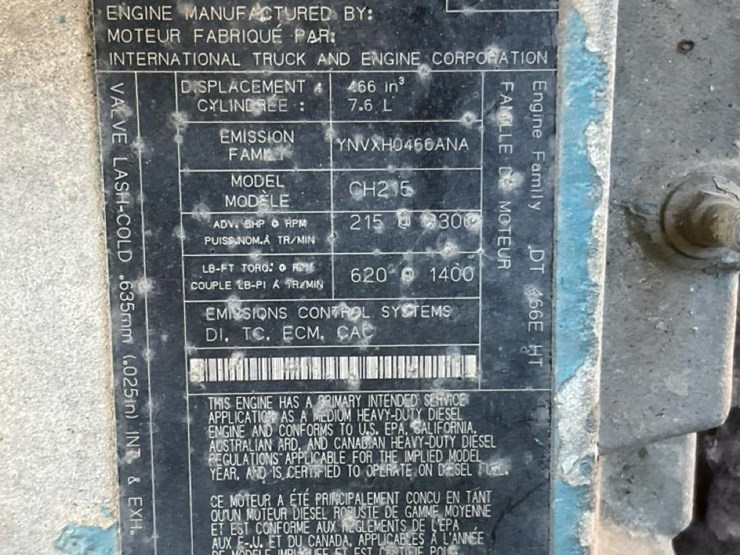 ENGINE MANUFACTURED BY:
MOTEUR FABRIQUÉ PAR:
INTERNATIONAL TRUCK AND ENGINE CORPORATION
DISPLACEMENT : 466 in³
CYLINDRÉE : 7.6 L
EMISSION
FAMILY YNVXH0466ANA
MODEL
MODÈLE CH215
ADV. BHP @ RPM
PUISS.NOM.À TR/MIN
215 @ 2300
LB-FT TORQ. @ RPM
COUPLE LB-PI À TR/MIN
620 @ 1400
EMISSIONS CONTROL SYSTEMS
DI, TC, ECM, CAC
THIS ENGINE HAS A PRIMARY INTENDED SERVICE
APPLICATION AS A MEDIUM HEAVY-DUTY DIESEL
ENGINE AND CONFORMS TO U.S. EPA, CALIFORNIA,
AUSTRALIAN ARD, AND CANADIAN HEAVY-DUTY DIESEL
REGULATIONS APPLICABLE FOR THE IMPLIED MODEL
YEAR, AND IS CERTIFIED TO OPERATE ON DIESEL FUEL.
CE MOTEUR A ÉTÉ PRINCIPALEMENT CONCU EN TANT
QU'UN MOTEUR DIESEL ROBUSTE DE GAMME MOYENNE
ET EST CONFORME AUX RÈGLEMENTS DE L'EPA
AUX É-U. ET DU CANADA, APPLICABLES À L'ANNÉE
DE MODÈLE IMPLIQUÉE ET EST CERTIFIÉ POUR
VALVE LASH-COLD .635mm (.025in) INT. & EXH.
Engine Family DT 466E HT
FAMILLE DE MOTEUR